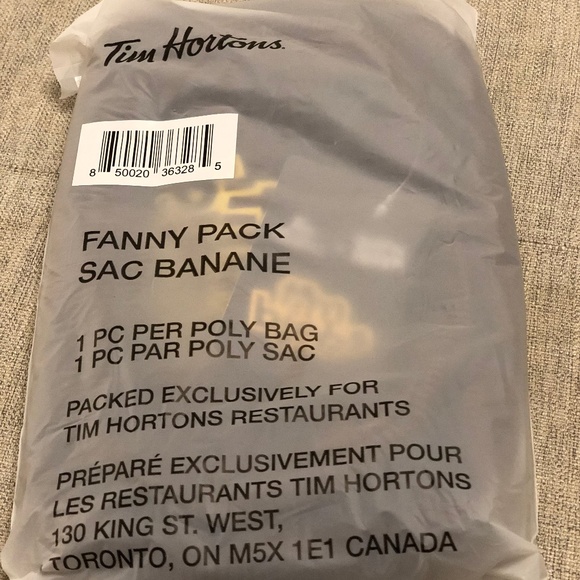 Tim Hortons.
8 50020 36328 5
FANNY PACK
SAC BANANE
1 PC PER POLY BAG
1 PC PAR POLY SAC
PACKED EXCLUSIVELY FOR
TIM HORTONS RESTAURANTS
PRÉPARÉ EXCLUSIVEMENT POUR
LES RESTAURANTS TIM HORTONS
130 KING ST. WEST,
TORONTO, ON M5X 1E1 CANADA